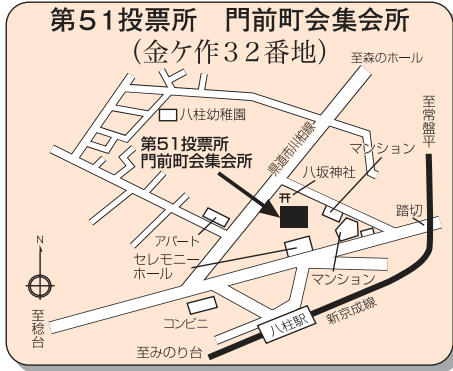 第５１投票所　門前町会集会所
（金ケ作３２番地）
至森のホール
八柱幼稚園
県道市川柏線
至常盤平
第５１投票所
門前町会集会所
マンション
八坂神社
踏切
アパート
セレモニー
ホール
マンション
N
至稔台
コンビニ
八柱駅
新京成線
至みのり台